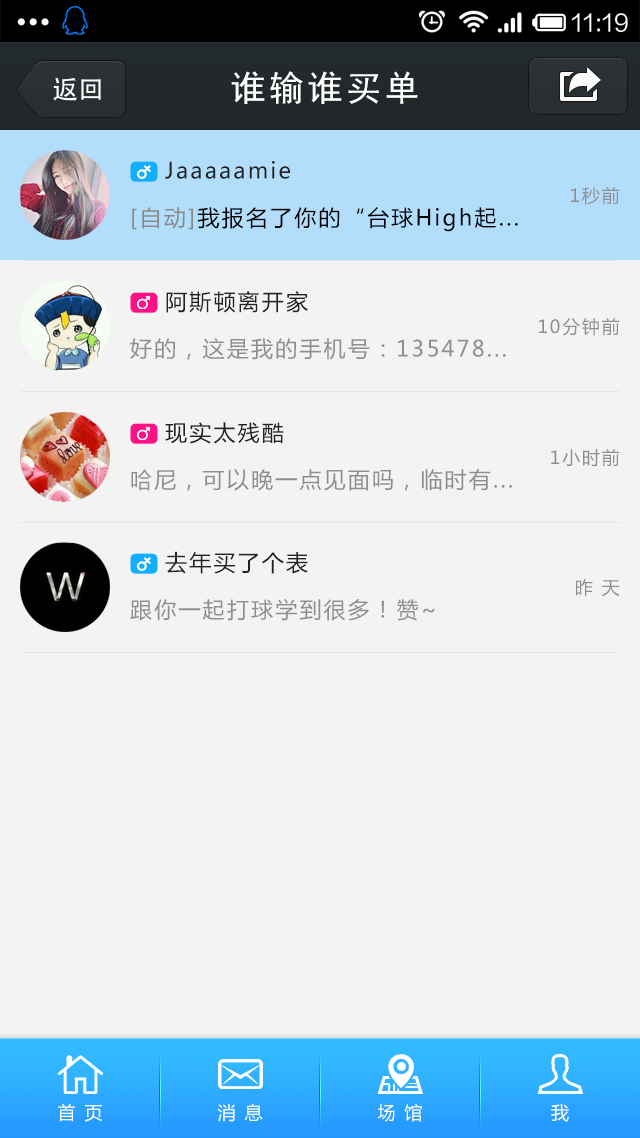 11:19
返回
谁输谁买单
Jaaaaamie
1秒前
[自动]我报名了你的“台球High起...
阿斯顿离开家
10分钟前
好的，这是我的手机号：135478...
现实太残酷
1小时前
哈尼，可以晚一点见面吗，临时有...
love
W
去年买了个表
昨 天
跟你一起打球学到很多！赞~
首 页
消 息
场 馆
我